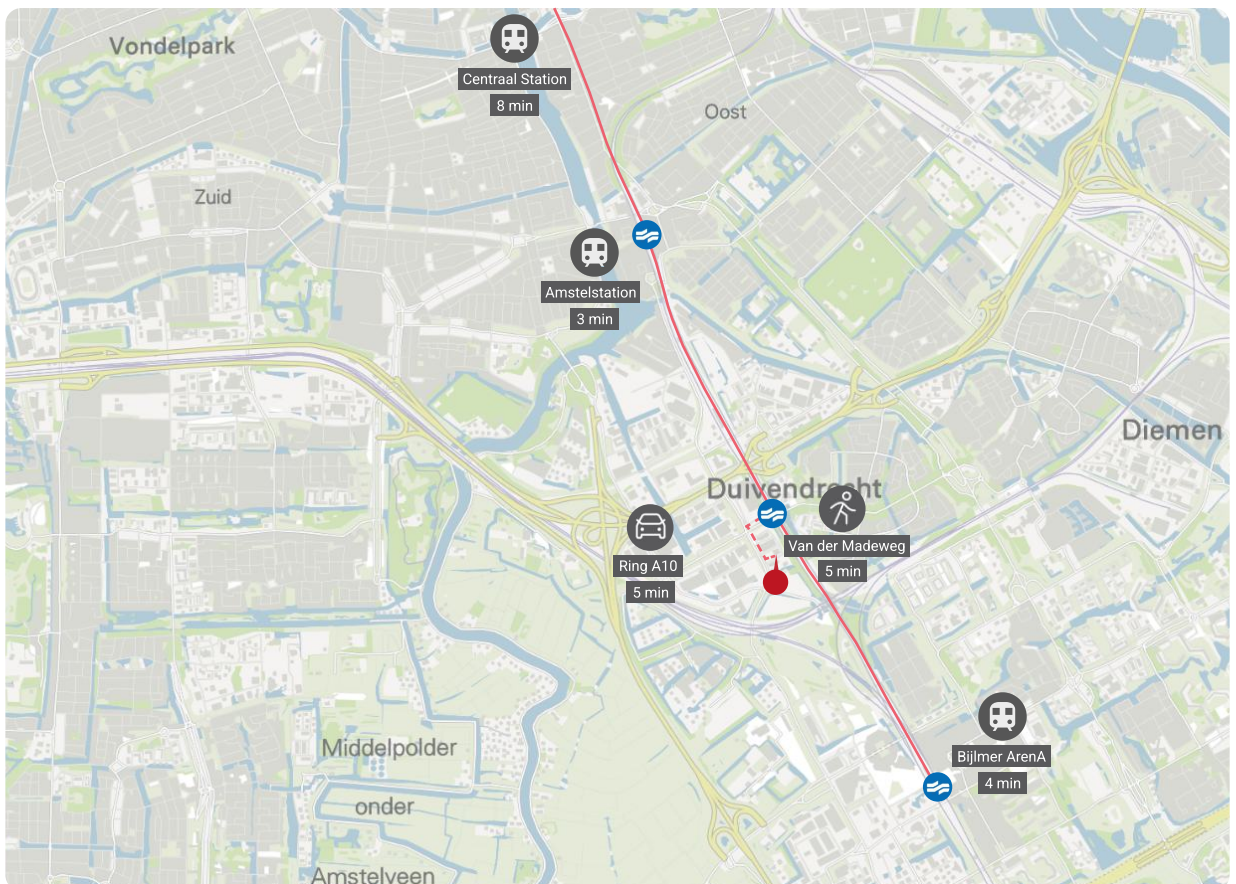 Vondelpark
Centraal Station
8 min
Oost
Zuid
Amstelstation
3 min
Diemen
Duivendrecht
Van der Madeweg
5 min
Ring A10
5 min
Bijlmer ArenA
4 min
Middelpolder
onder
Amstelveen